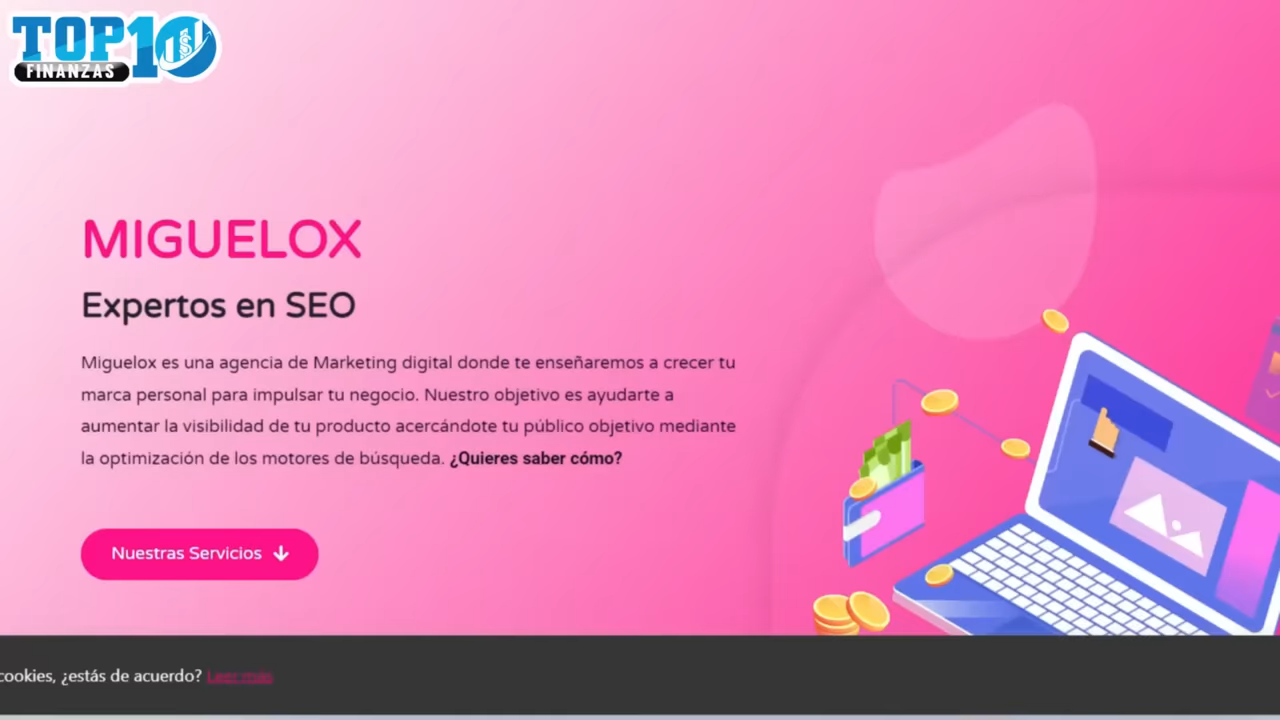 TOP10
FINANZAS
MIGUELOX
Expertos en SEO
Miguelox es una agencia de Marketing digital donde te enseñaremos a crecer tu
marca personal para impulsar tu negocio. Nuestro objetivo es ayudarte a
aumentar la visibilidad de tu producto acercándote tu público objetivo mediante
la optimización de los motores de búsqueda. ¿Quieres saber cómo?
Nuestras Servicios
cookies, ¿estás de acuerdo? Leer más